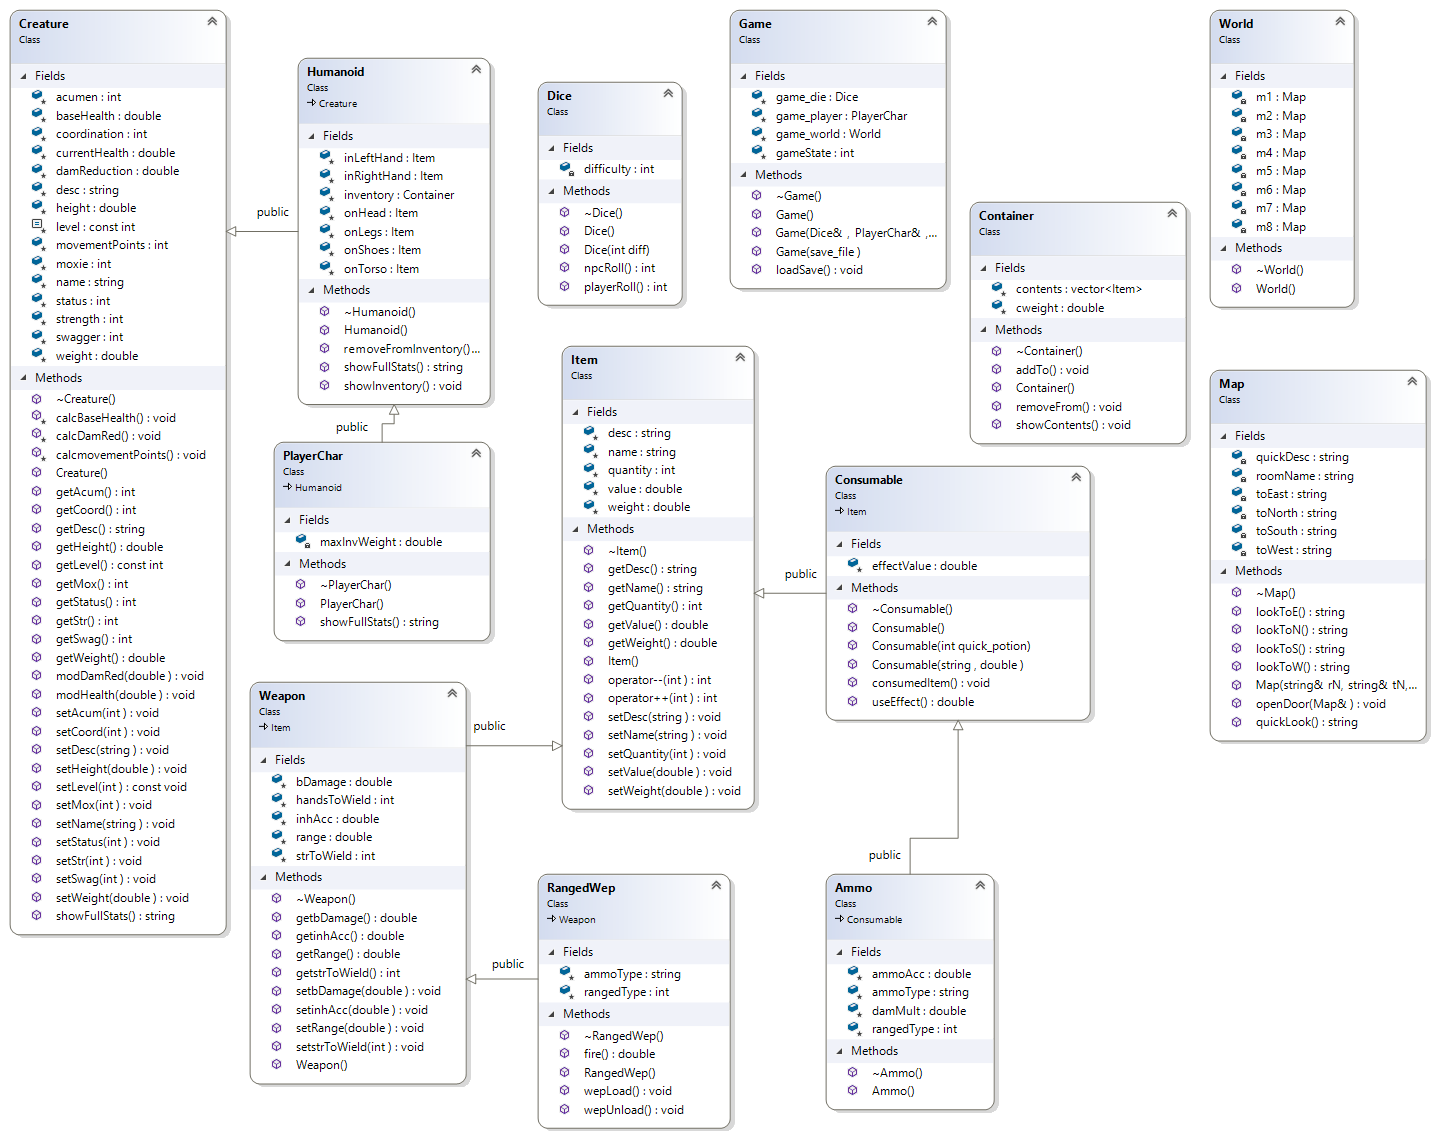 Creature
Class
Fields
acumen : int
baseHealth : double
coordination : int
currentHealth : double
damReduction : double
desc : string
height : double
level : const int
movementPoints : int
moxie : int
name : string
status : int
strength : int
swagger : int
weight : double
Methods
~Creature()
calcBaseHealth() : void
calcDamRed() : void
calcmovementPoints() : void
Creature()
getAcum() : int
getCoord() : int
getDesc() : string
getHeight() : double
getLevel() : const int
getMox() : int
getStatus() : int
getStr() : int
getSwag() : int
getWeight() : double
modDamRed(double ) : void
modHealth(double ) : void
setAcum(int ) : void
setCoord(int ) : void
setDesc(string ) : void
setHeight(double ) : void
setLevel(int ) : const void
setMox(int ) : void
setName(string ) : void
setStatus(int ) : void
setStr(int ) : void
setSwag(int ) : void
setWeight(double ) : void
showFullStats() : string
public
Humanoid
Class
Creature
Fields
inLeftHand : Item
inRightHand : Item
inventory : Container
onHead : Item
onLegs : Item
onShoes : Item
onTorso : Item
Methods
~Humanoid()
Humanoid()
removeFromInventory()...
showFullStats() : string
showInventory() : void
public
PlayerChar
Class
Humanoid
Fields
maxInvWeight : double
Methods
~PlayerChar()
PlayerChar()
showFullStats() : string
Weapon
Class
Item
Fields
bDamage : double
handsToWield : int
inhAcc : double
range : double
strToWield : int
Methods
~Weapon()
getbDamage() : double
getinhAcc() : double
getRange() : double
getstrToWield() : int
setbDamage(double ) : void
setinhAcc(double ) : void
setRange(double ) : void
setstrToWield(int ) : void
Weapon()
public
public
Dice
Class
Fields
difficulty : int
Methods
~Dice()
Dice()
Dice(int diff)
npcRoll() : int
playerRoll() : int
Item
Class
Fields
desc : string
name : string
quantity : int
value : double
weight : double
Methods
~Item()
getDesc() : string
getName() : string
getQuantity() : int
getValue() : double
getWeight() : double
Item()
operator--(int ) : int
operator++(int ) : int
setDesc(string ) : void
setName(string ) : void
setQuantity(int ) : void
setValue(double ) : void
setWeight(double ) : void
RangedWep
Class
Weapon
Fields
ammoType : string
rangedType : int
Methods
~RangedWep()
fire() : double
RangedWep()
wepLoad() : void
wepUnload() : void
Game
Class
Fields
game_die : Dice
game_player : PlayerChar
game_world : World
gameState : int
Methods
~Game()
Game()
Game(Dice& , PlayerChar& ,...
Game(save_file )
loadSave() : void
Container
Class
Fields
contents : vector<Item>
cweight : double
Methods
~Container()
addTo() : void
Container()
removeFrom() : void
showContents() : void
public
Consumable
Class
Item
Fields
effectValue : double
Methods
~Consumable()
Consumable()
Consumable(int quick_potion)
Consumable(string , double )
consumedItem() : void
useEffect() : double
public
Ammo
Class
Consumable
Fields
ammoAcc : double
ammoType : string
damMult : double
rangedType : int
Methods
~Ammo()
Ammo()
World
Class
Fields
m1 : Map
m2 : Map
m3 : Map
m4 : Map
m5 : Map
m6 : Map
m7 : Map
m8 : Map
Methods
~World()
World()
Map
Class
Fields
quickDesc : string
roomName : string
toEast : string
toNorth : string
toSouth : string
toWest : string
Methods
~Map()
lookToE() : string
lookToN() : string
lookToS() : string
lookToW() : string
Map(string& rN, string& tN,...
openDoor(Map& ) : void
quickLook() : string